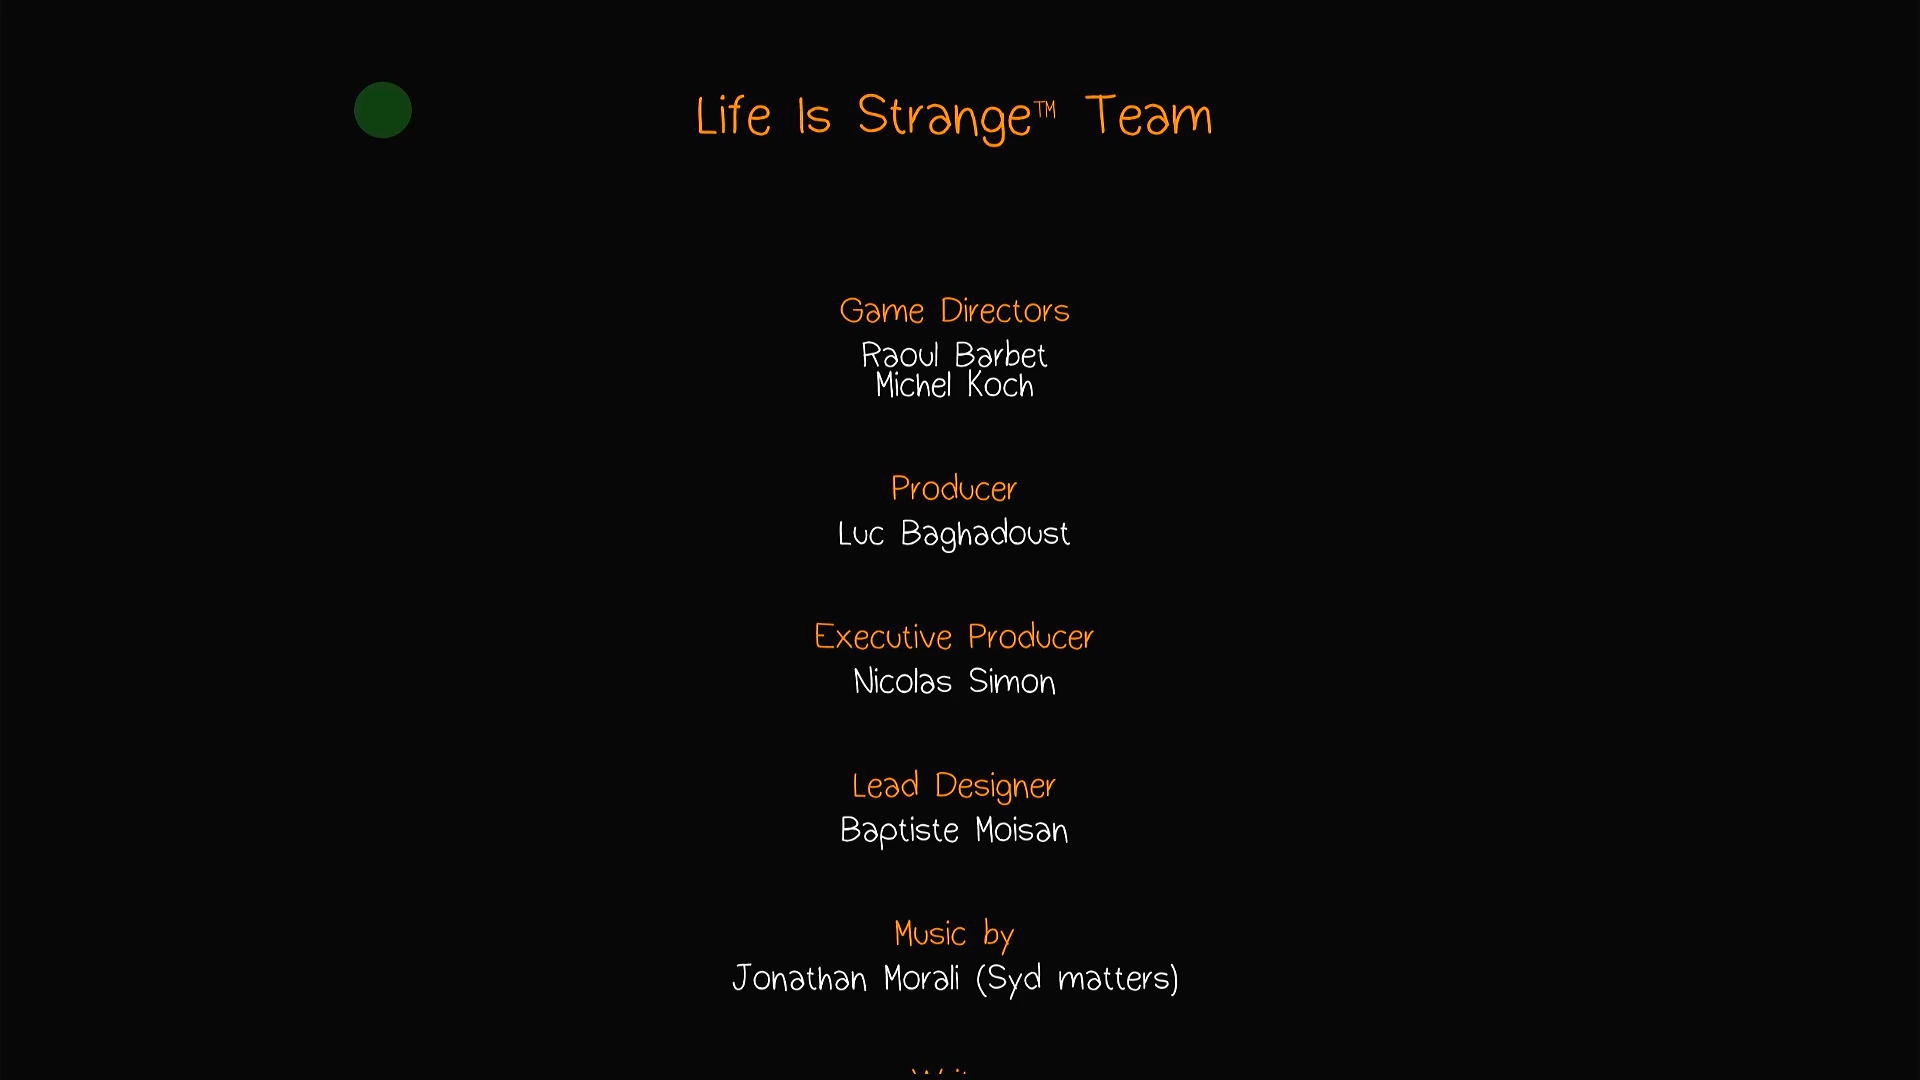 Life Is Strange™ Team
Game Directors
Raoul Barbet
Michel Koch
Producer
Luc Baghadoust
Executive Producer
Nicolas Simon
Lead Designer
Baptiste Moisan
Music by
Jonathan Morali (Syd matters)